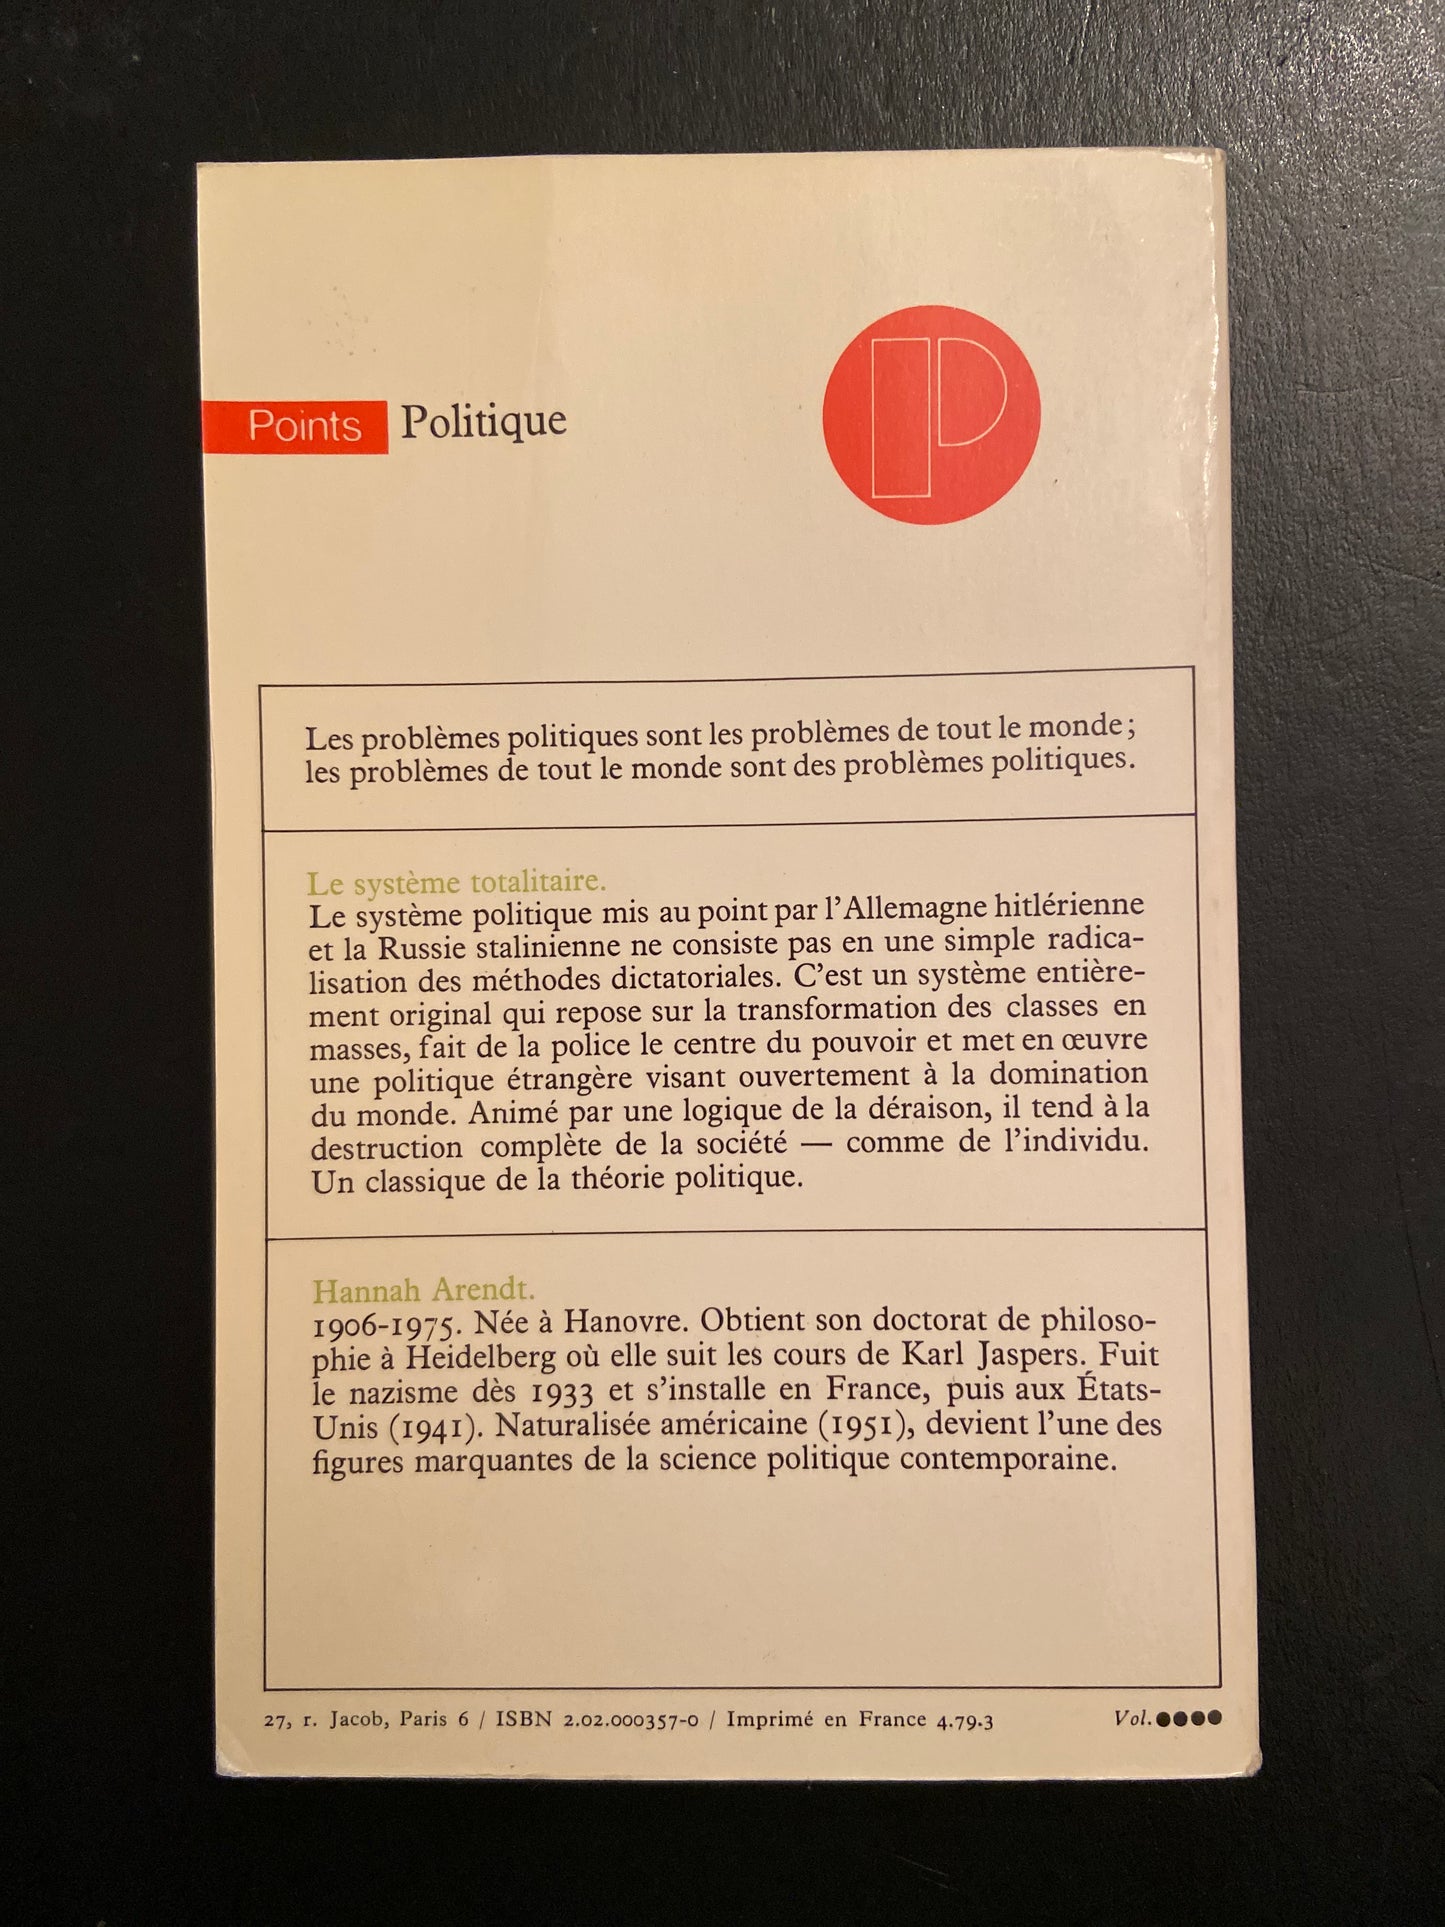 Points Politique
P
Les problèmes politiques sont les problèmes de tout le monde;
les problèmes de tout le monde sont des problèmes politiques.
Le système totalitaire.
Le système politique mis au point par l'Allemagne hitlérienne
et la Russie stalinienne ne consiste pas en une simple radica-
lisation des méthodes dictatoriales. C'est un système entière-
ment original qui repose sur la transformation des classes en
masses, fait de la police le centre du pouvoir et met en œuvre
une politique étrangère visant ouvertement à la domination
du monde. Animé par une logique de la déraison, il tend à la
destruction complète de la société — comme de l'individu.
Un classique de la théorie politique.
Hannah Arendt.
1906-1975. Née à Hanovre. Obtient son doctorat de philoso-
phie à Heidelberg où elle suit les cours de Karl Jaspers. Fuit
le nazisme dès 1933 et s'installe en France, puis aux États-
Unis (1941). Naturalisée américaine (1951), devient l'une des
figures marquantes de la science politique contemporaine.
27, r. Jacob, Paris 6 / ISBN 2.02.000357-0 / Imprimé en France 4.79.3 Vol.●●●●